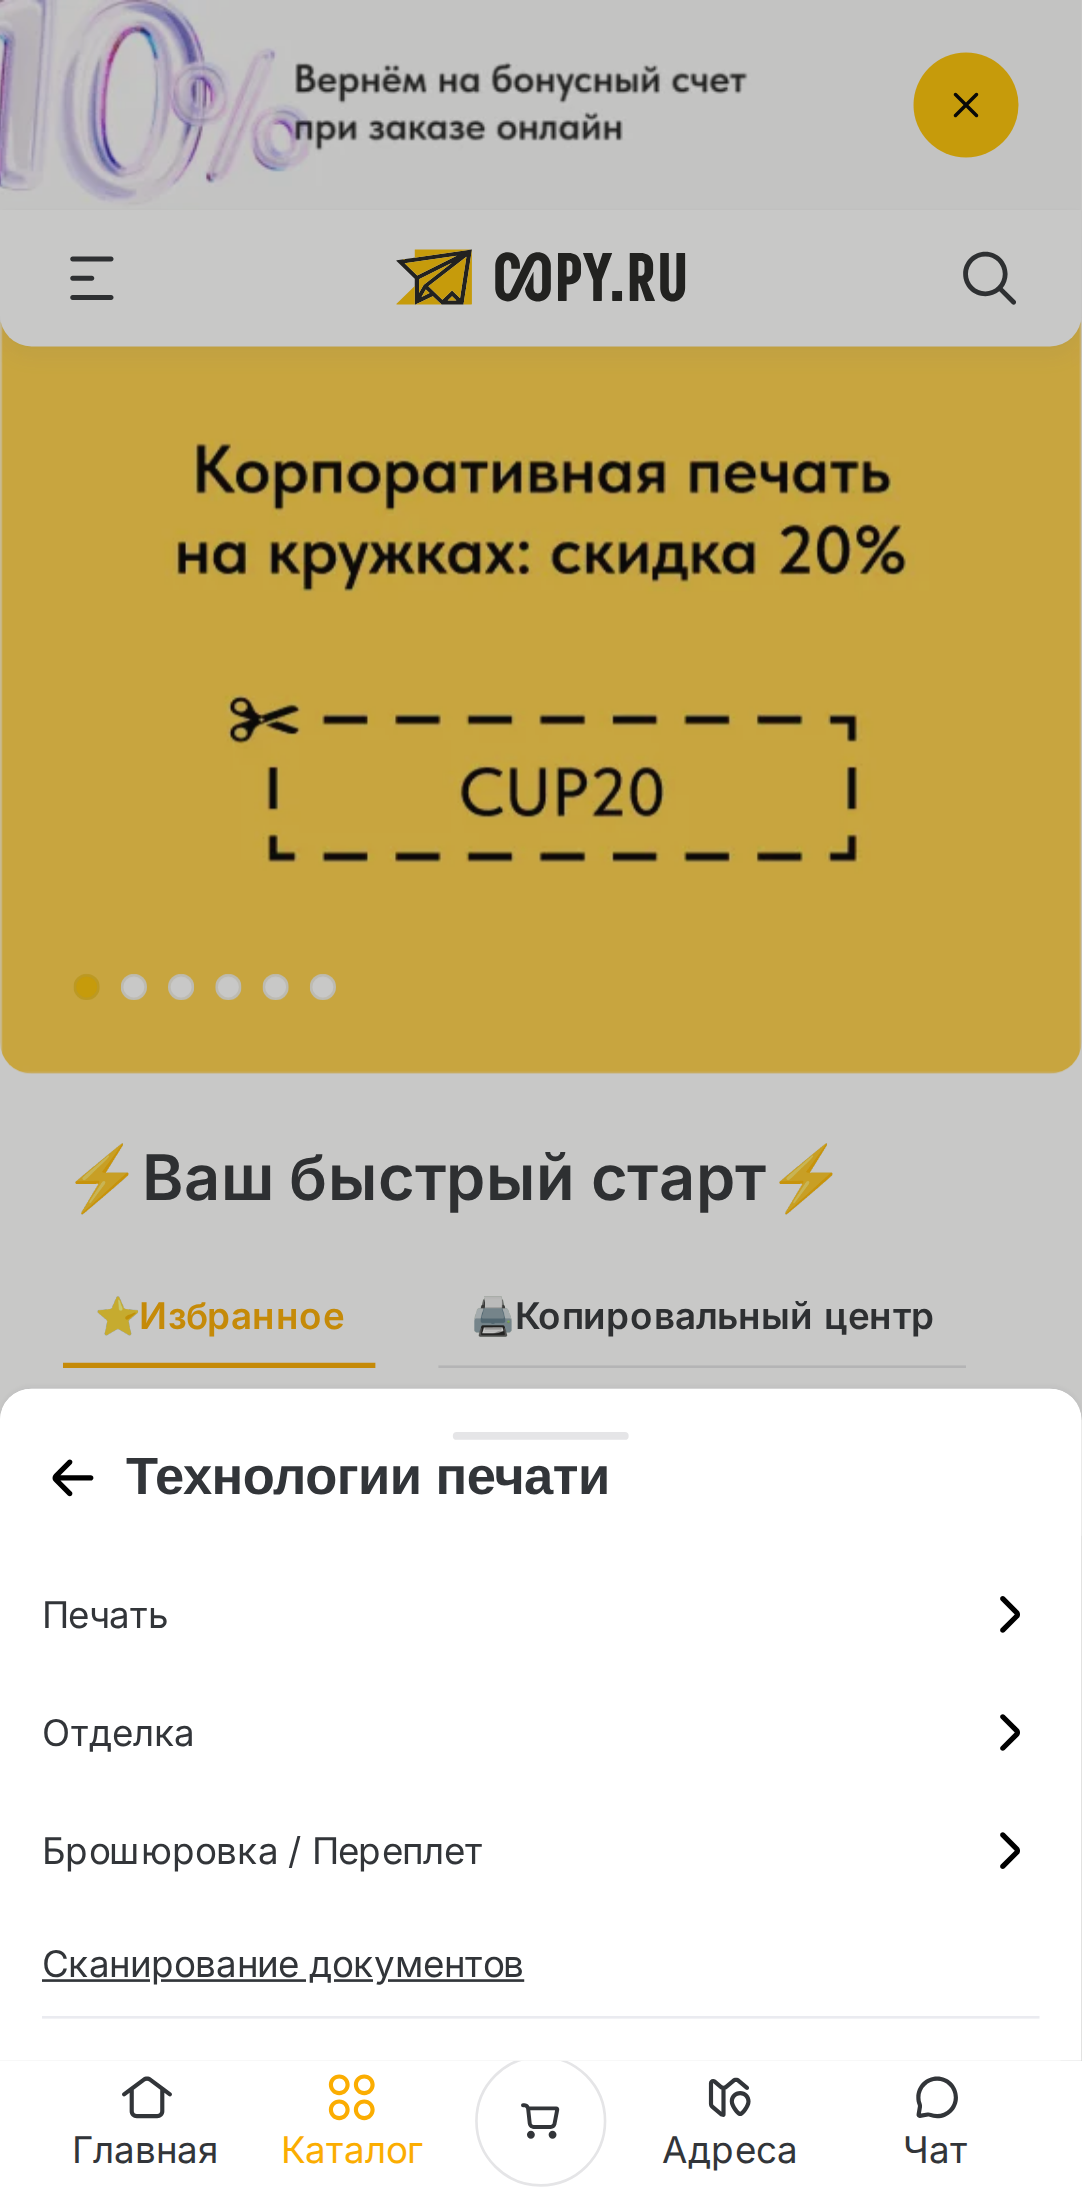 10%
Вернём на бонусный счет
при заказе онлайн
COPY.RU
Корпоративная печать
на кружках: скидка 20%
CUP20
⚡Ваш быстрый старт⚡
⭐Избранное
🖨️Копировальный центр
Технологии печати
Печать
Отделка
Брошюровка / Переплет
Сканирование документов
Главная
Каталог
Адреса
Чат